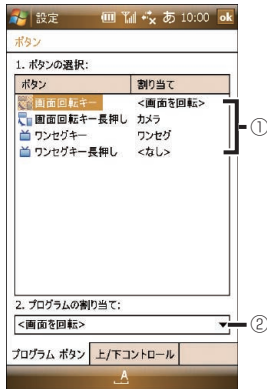 設定 あ 10:00 ok
ボタン
1. ボタンの選択:
ボタン 割り当て
画面回転キー <画面を回転>
画面回転キー長押し カメラ
ワンセグキー ワンセグ
ワンセグキー長押し <なし>
①
2. プログラムの割り当て:
<画面を回転>
②
プログラム ボタン 上/下コントロール
A